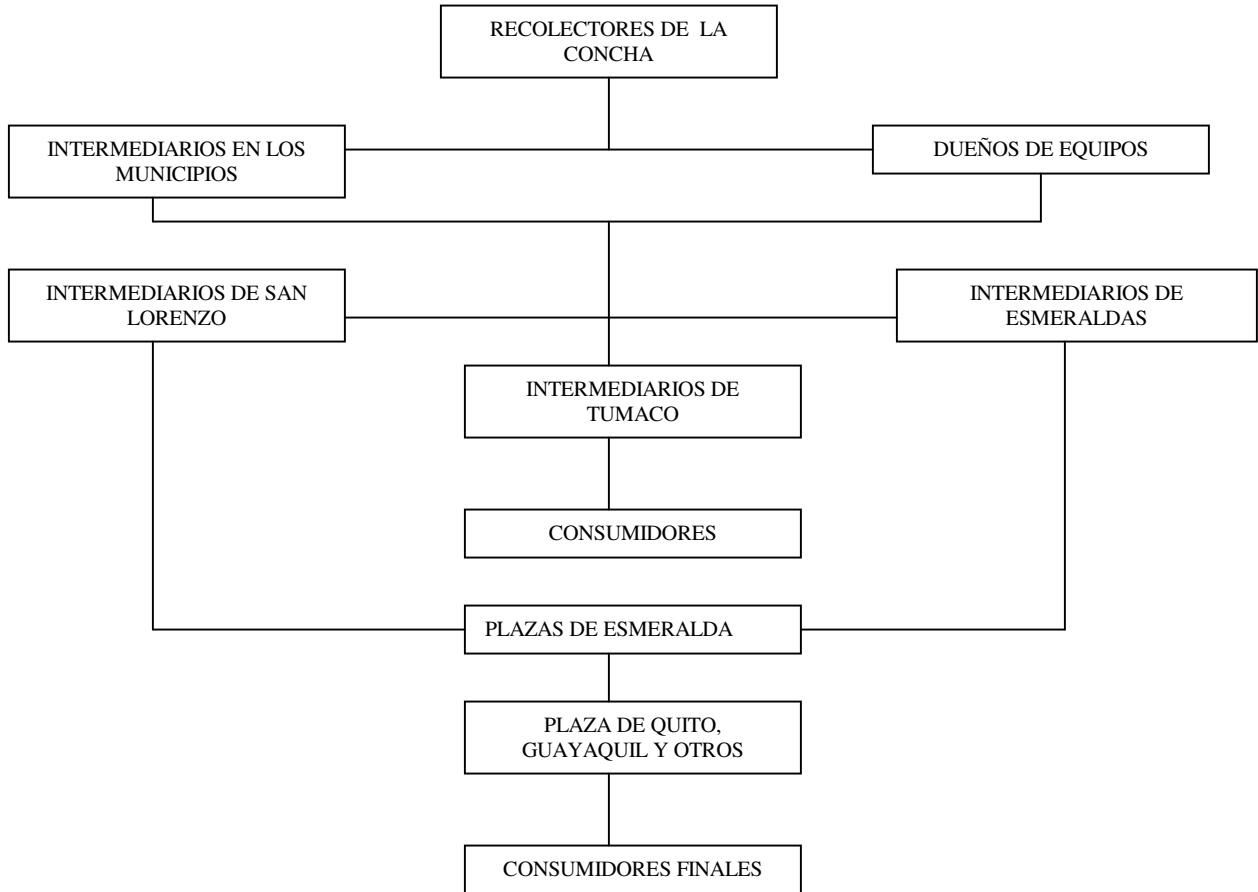 RECOLECTORES DE LA
CONCHA
INTERMEDIARIOS EN LOS
MUNICIPIOS
DUEÑOS DE EQUIPOS
INTERMEDIARIOS DE SAN
LORENZO
INTERMEDIARIOS DE
ESMERALDAS
INTERMEDIARIOS DE
TUMACO
CONSUMIDORES
PLAZAS DE ESMERALDA
PLAZA DE QUITO,
GUAYAQUIL Y OTROS
CONSUMIDORES FINALES